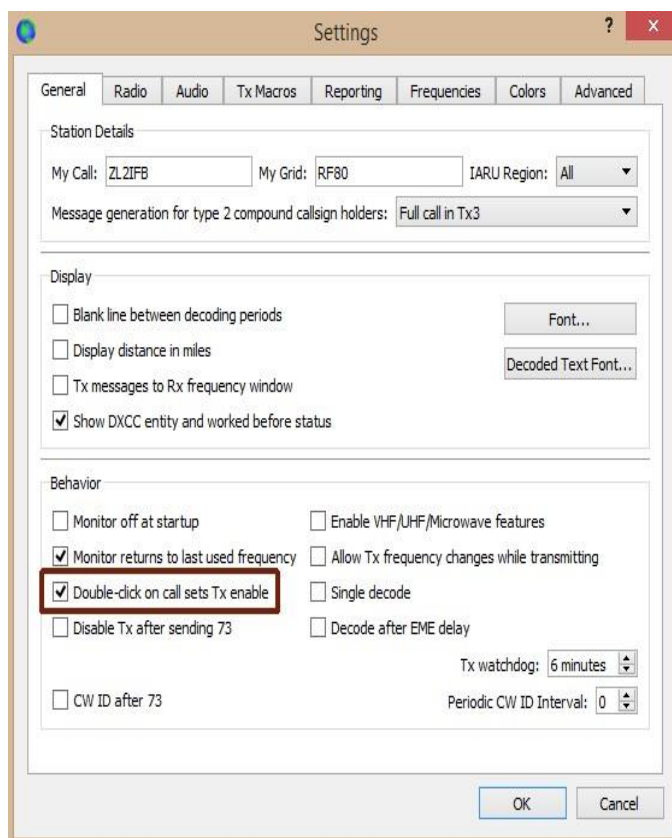 Settings
?
x
General Radio Audio Tx Macros Reporting Frequencies Colors Advanced
Station Details
My Call: ZL2IFB My Grid: RF80 IARU Region: All
Message generation for type 2 compound callsign holders: Full call in Tx3
Display
Blank line between decoding periods
Font...
Display distance in miles
Decoded Text Font...
Tx messages to Rx frequency window
Show DXCC entity and worked before status
Behavior
Monitor off at startup Enable VHF/UHF/Microwave features
Monitor returns to last used frequency Allow Tx frequency changes while transmitting
Double-click on call sets Tx enable Single decode
Disable Tx after sending 73 Decode after EME delay
Tx watchdog: 6 minutes
CW ID after 73 Periodic CW ID Interval: 0
OK Cancel